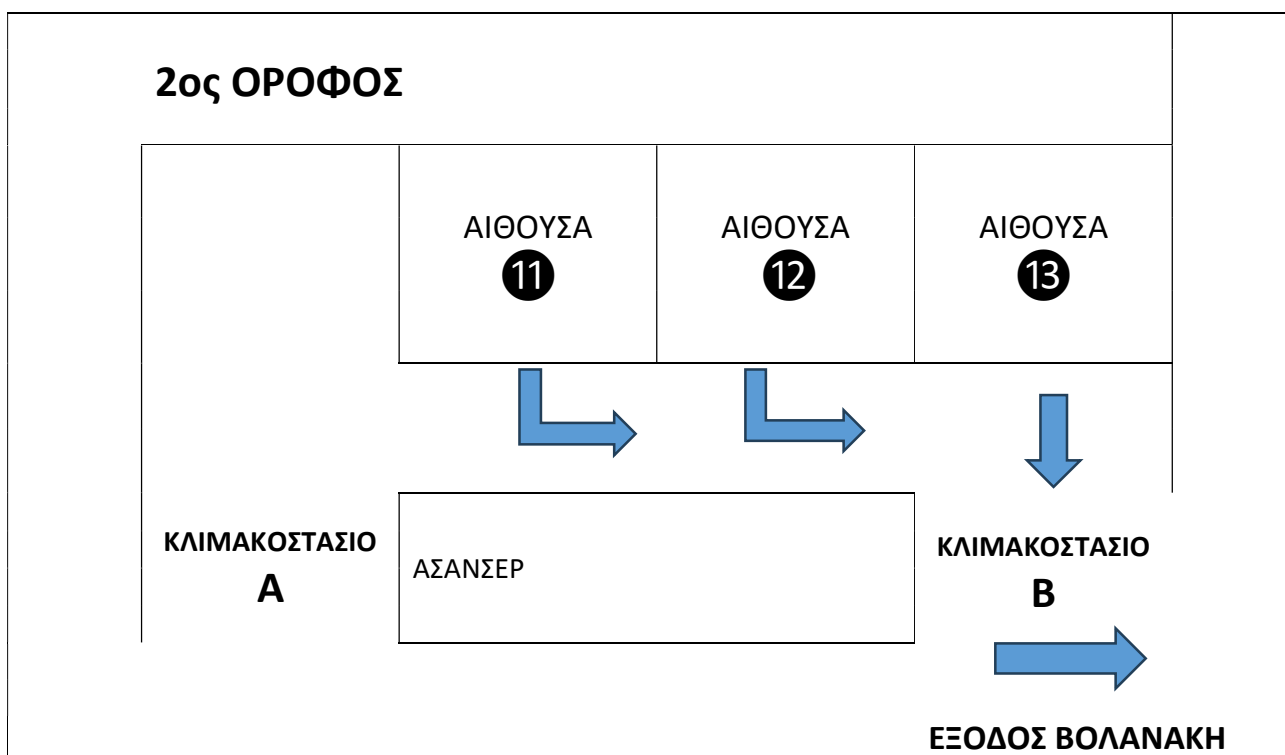 2ος ΟΡΟΦΟΣ
ΑΙΘΟΥΣΑ
⓫
ΑΙΘΟΥΣΑ
⓬
ΑΙΘΟΥΣΑ
⓭
ΚΛΙΜΑΚΟΣΤΑΣΙΟ
Α
ΑΣΑΝΣΕΡ
ΚΛΙΜΑΚΟΣΤΑΣΙΟ
Β
ΕΞΟΔΟΣ ΒΟΛΑΝΑΚΗ